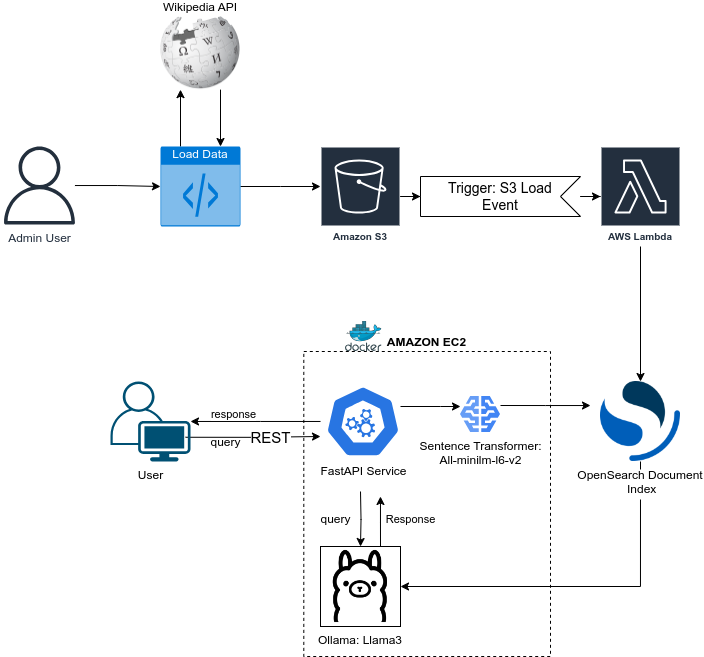 Wikipedia API
Load Data
Admin User
Amazon S3
Trigger: S3 Load
Event
AWS Lambda
docker
AMAZON EC2
response
query
REST
User
FastAPI Service
Sentence Transformer:
All-minilm-l6-v2
OpenSearch Document
Index
query
Response
Ollama: Llama3